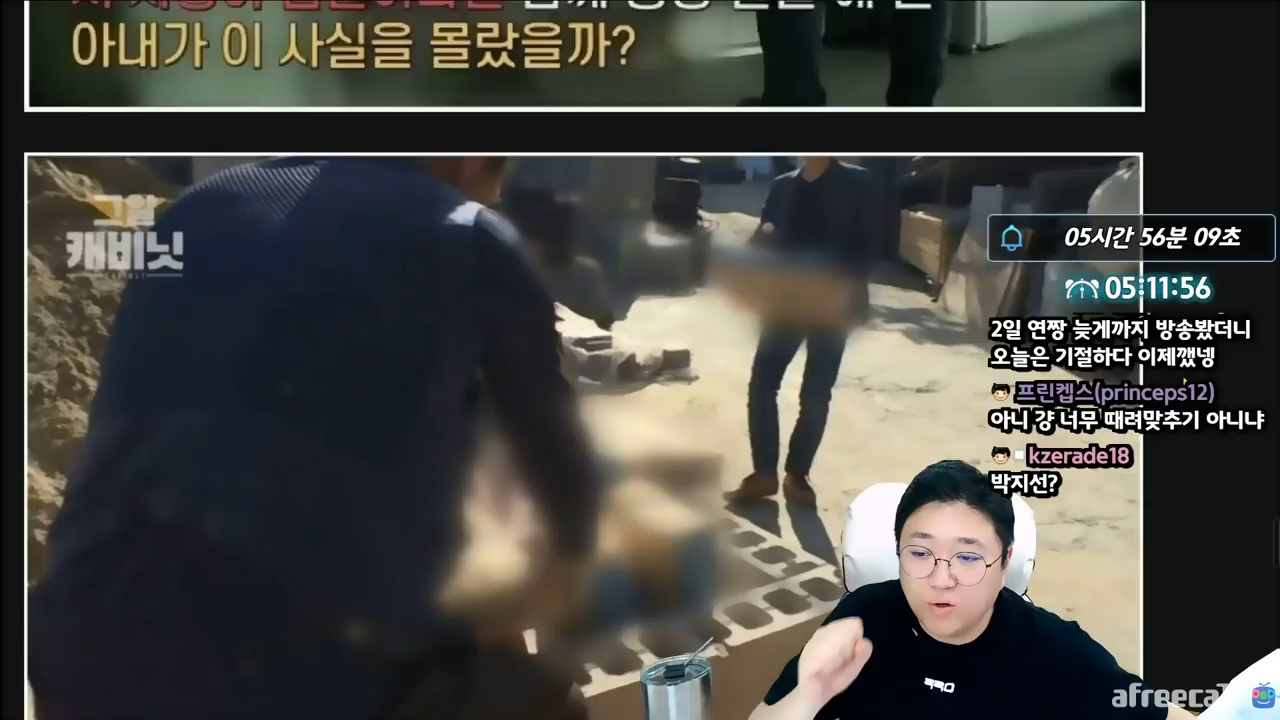 아내가 이 사실을 몰랐을까?
그알
캐비닛
05시간 56분 09초
05:11:56
2일 연짱 늦게까지 방송봤더니
오늘은 기절하다 이제깼넹
프린켑스(princeps12)
아니 걍 너무 때려맞추기 아니냐
kzerade18
박지선?